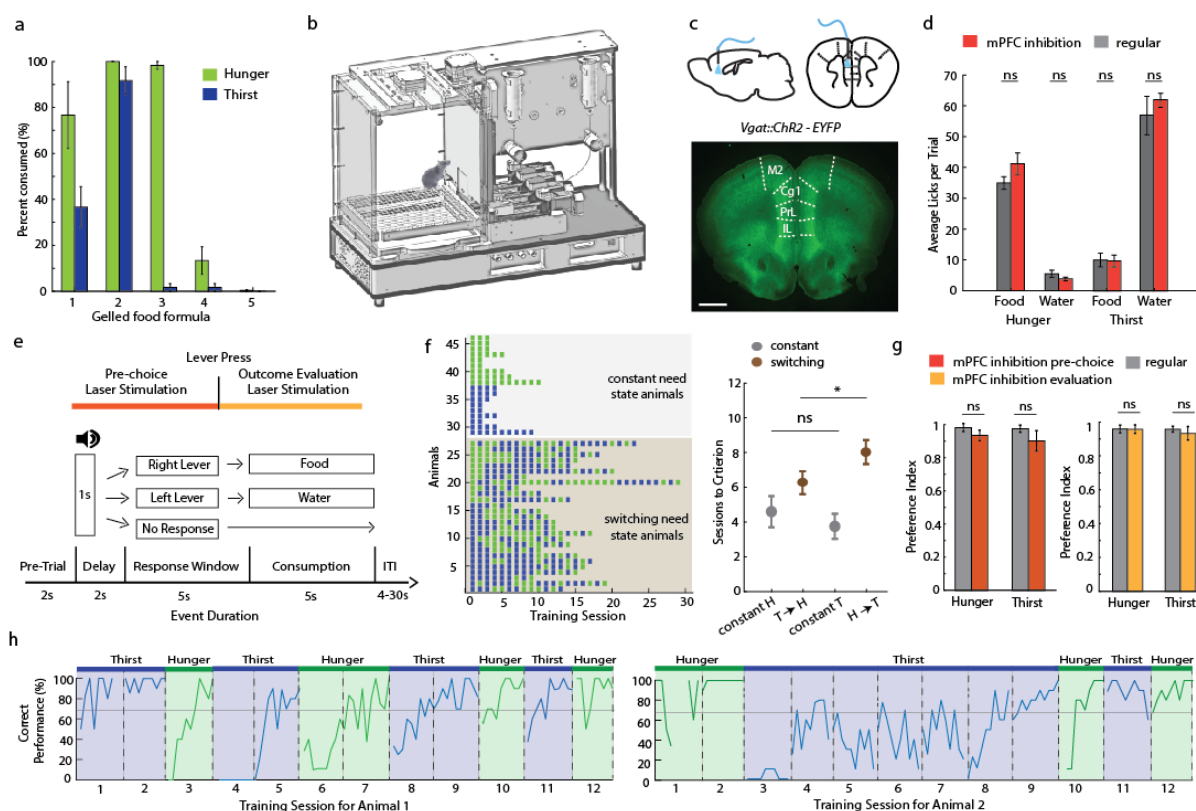 a
Percent consumed (%)
100
80
60
40
20
0
Hunger
Thirst
1 2 3 4 5
Gelled food formula
b
c
Vgat::ChR2 - EYFP
M2
Cg1
PrL
IL
d
mPFC inhibition
regular
Average Licks per Trial
70
60
50
40
30
20
10
0
ns ns ns ns
Food Water Food Water
Hunger Thirst
e
Lever Press
Pre-choice
Laser Stimulation
Outcome Evaluation
Laser Stimulation
1s
Right Lever
Food
Left Lever
Water
No Response
Pre-Trial Delay Response Window Consumption ITI
2s 2s 5s 5s 4-30s
Event Duration
f
Animals
45
40
35
30
25
20
15
10
5
constant need
state animals
switching need
state animals
0 5 10 15 20 25 30
Training Session
constant
switching
Sessions to Crtierion
12
10
8
6
4
2
0
ns
*
constant H
T → H
constant T
H → T
g
mPFC inhibition pre-choice
regular
mPFC inhibition evaluation
Preference Index
1
0.8
0.6
0.4
0.2
0
ns ns
Hunger Thirst
Preference Index
1
0.8
0.6
0.4
0.2
0
ns ns
Hunger Thirst
h
Correct
Performance (%)
100
80
60
40
20
0
Thirst Hunger Thirst Hunger Thirst Hunger Thirst Hunger
1 2 3 4 5 6 7 8 9 10 11 12
Training Session for Animal 1
100
80
60
40
20
0
Hunger Thirst Hunger Thirst Hunger
1 2 3 4 5 6 7 8 9 10 11 12
Training Session for Animal 2